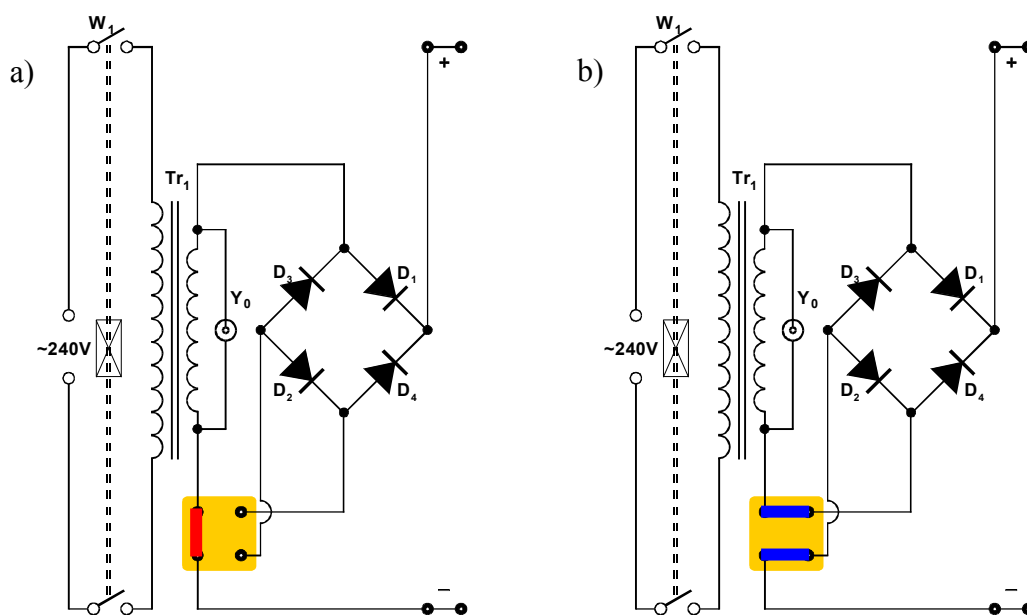 a)
W₁
+
Tr₁
D₃
D₁
Y₀
~240V
D₂
D₄
−
b)
W₁
+
Tr₁
D₃
D₁
Y₀
~240V
D₂
D₄
−